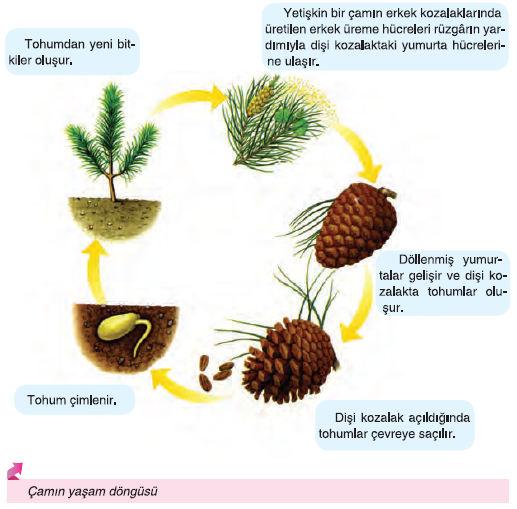 Yetişkin bir çamın erkek kozalaklarında
üretilen erkek üreme hücreleri rüzgârın yar-
dımıyla dişi kozalaktaki yumurta hücreleri-
ne ulaşır.
Döllenmiş yumur-
talar gelişir ve dişi ko-
zalakta tohumlar olu-
şur.
Dişi kozalak açıldığında
tohumlar çevreye saçılır.
Tohum çimlenir.
Tohumdan yeni bit-
kiler oluşur.
Çamın yaşam döngüsü